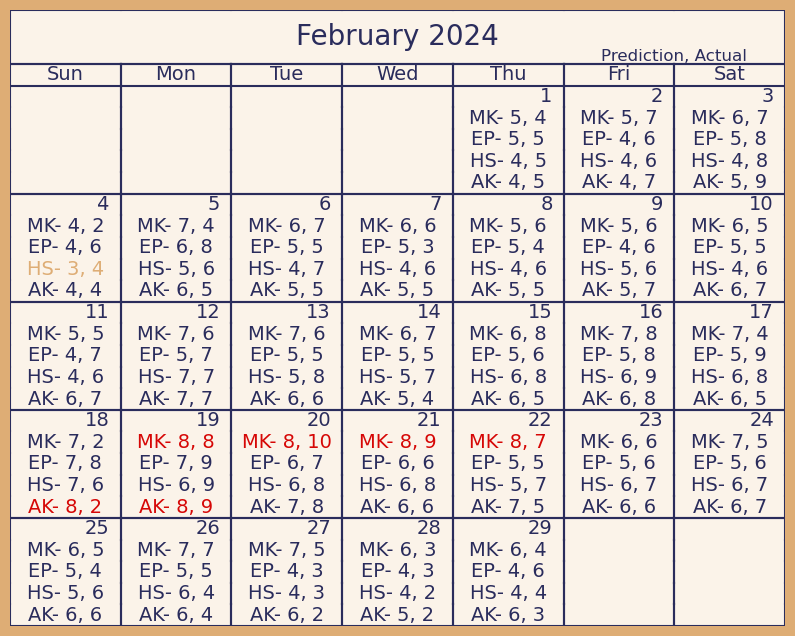 February 2024
Prediction, Actual
Sun Mon Tue Wed Thu Fri Sat
1 2 3
MK- 5, 4 MK- 5, 7 MK- 6, 7
EP- 5, 5 EP- 4, 6 EP- 5, 8
HS- 4, 5 HS- 4, 6 HS- 4, 8
AK- 4, 5 AK- 4, 7 AK- 5, 9
4 5 6 7 8 9 10
MK- 4, 2 MK- 7, 4 MK- 6, 7 MK- 6, 6 MK- 5, 6 MK- 5, 6 MK- 6, 5
EP- 4, 6 EP- 6, 8 EP- 5, 5 EP- 5, 3 EP- 5, 4 EP- 4, 6 EP- 5, 5
HS- 3, 4 HS- 5, 6 HS- 4, 7 HS- 4, 6 HS- 4, 6 HS- 5, 6 HS- 4, 6
AK- 4, 4 AK- 6, 5 AK- 5, 5 AK- 5, 5 AK- 5, 5 AK- 5, 7 AK- 6, 7
11 12 13 14 15 16 17
MK- 5, 5 MK- 7, 6 MK- 7, 6 MK- 6, 7 MK- 6, 8 MK- 7, 8 MK- 7, 4
EP- 4, 7 EP- 5, 7 EP- 5, 5 EP- 5, 5 EP- 5, 6 EP- 5, 8 EP- 5, 9
HS- 4, 6 HS- 7, 7 HS- 5, 8 HS- 5, 7 HS- 6, 8 HS- 6, 9 HS- 6, 8
AK- 6, 7 AK- 7, 7 AK- 6, 6 AK- 5, 4 AK- 6, 5 AK- 6, 8 AK- 6, 5
18 19 20 21 22 23 24
MK- 7, 2 MK- 8, 8 MK- 8, 10 MK- 8, 9 MK- 8, 7 MK- 6, 6 MK- 7, 5
EP- 7, 8 EP- 7, 9 EP- 6, 7 EP- 6, 6 EP- 5, 5 EP- 5, 6 EP- 5, 6
HS- 7, 6 HS- 6, 9 HS- 6, 8 HS- 6, 8 HS- 5, 7 HS- 6, 7 HS- 6, 7
AK- 8, 2 AK- 8, 9 AK- 7, 8 AK- 6, 6 AK- 7, 5 AK- 6, 6 AK- 6, 7
25 26 27 28 29
MK- 6, 5 MK- 7, 7 MK- 7, 5 MK- 6, 3 MK- 6, 4
EP- 5, 4 EP- 5, 5 EP- 4, 3 EP- 4, 3 EP- 4, 6
HS- 5, 6 HS- 6, 4 HS- 4, 3 HS- 4, 2 HS- 4, 4
AK- 6, 6 AK- 6, 4 AK- 6, 2 AK- 5, 2 AK- 6, 3